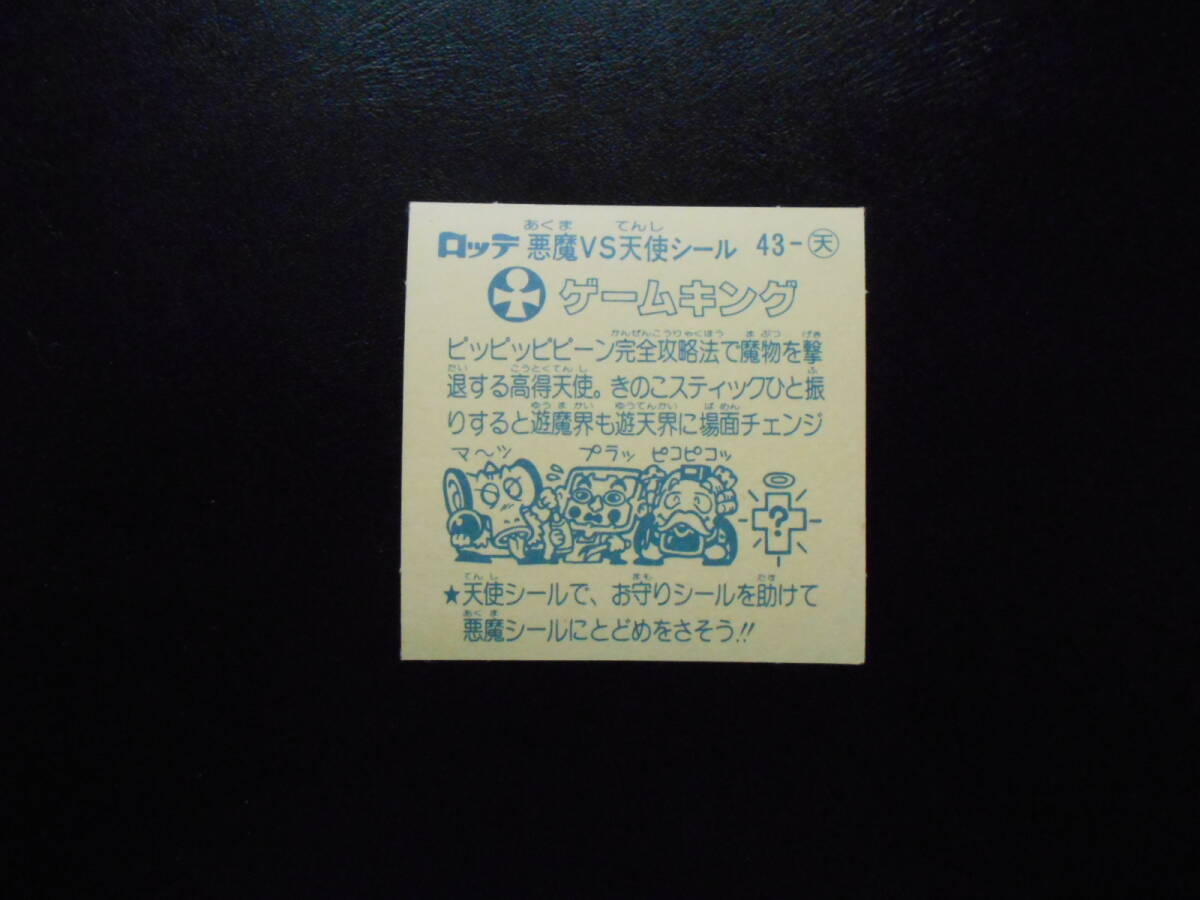 あくま てんし
ロッテ 悪魔VS天使シール 43-天
ゲームキング
かんぜんこうりゃくほう まぶつ げき
ピッピッピピーン完全攻略法で魔物を撃
たい こうとくてんし ふ
退する高得天使。きのこスティックひと振
ゆうまかい ゆうてんかい ばめん
りすると遊魔界も遊天界に場面チェンジ
マ〜ツ プラッ ピコピコッ
?
てんし まも たす
★天使シールで、お守りシールを助けて
あくま
悪魔シールにとどめをさそう!!